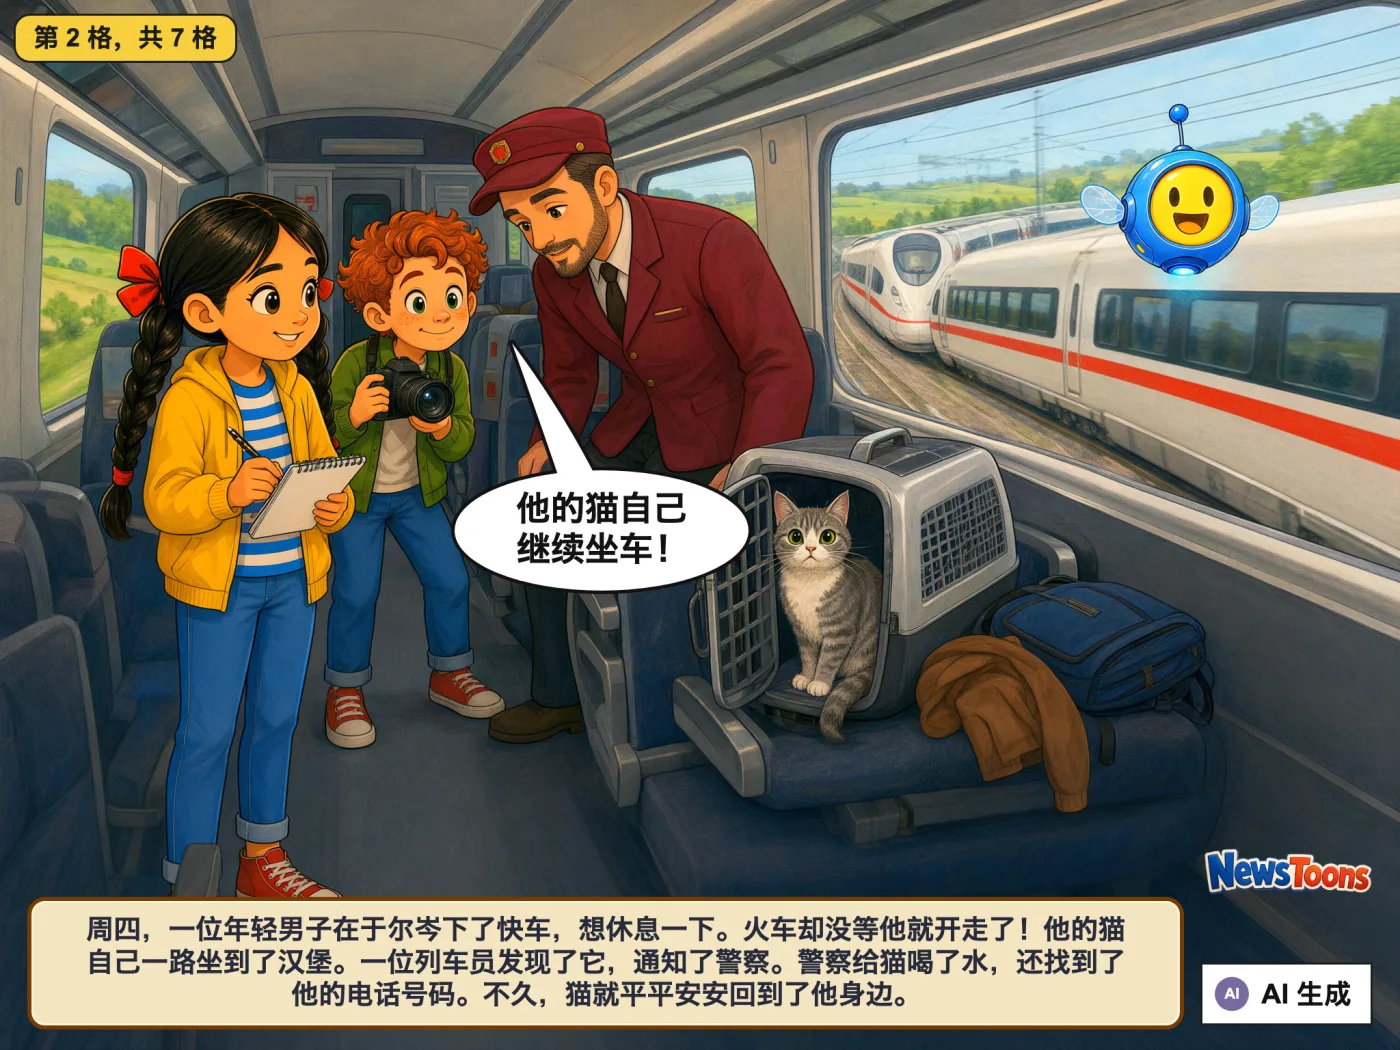 第 2 格，共 7 格
他的猫自己
继续坐车！
NewsToons
周四，一位年轻男子在于尔岑下了快车，想休息一下。火车却没等他就开走了！他的猫
自己一路坐到了汉堡。一位列车员发现了它，通知了警察。警察给猫喝了水，还找到了
他的电话号码。不久，猫就平平安安回到了他身边。
AI AI 生成